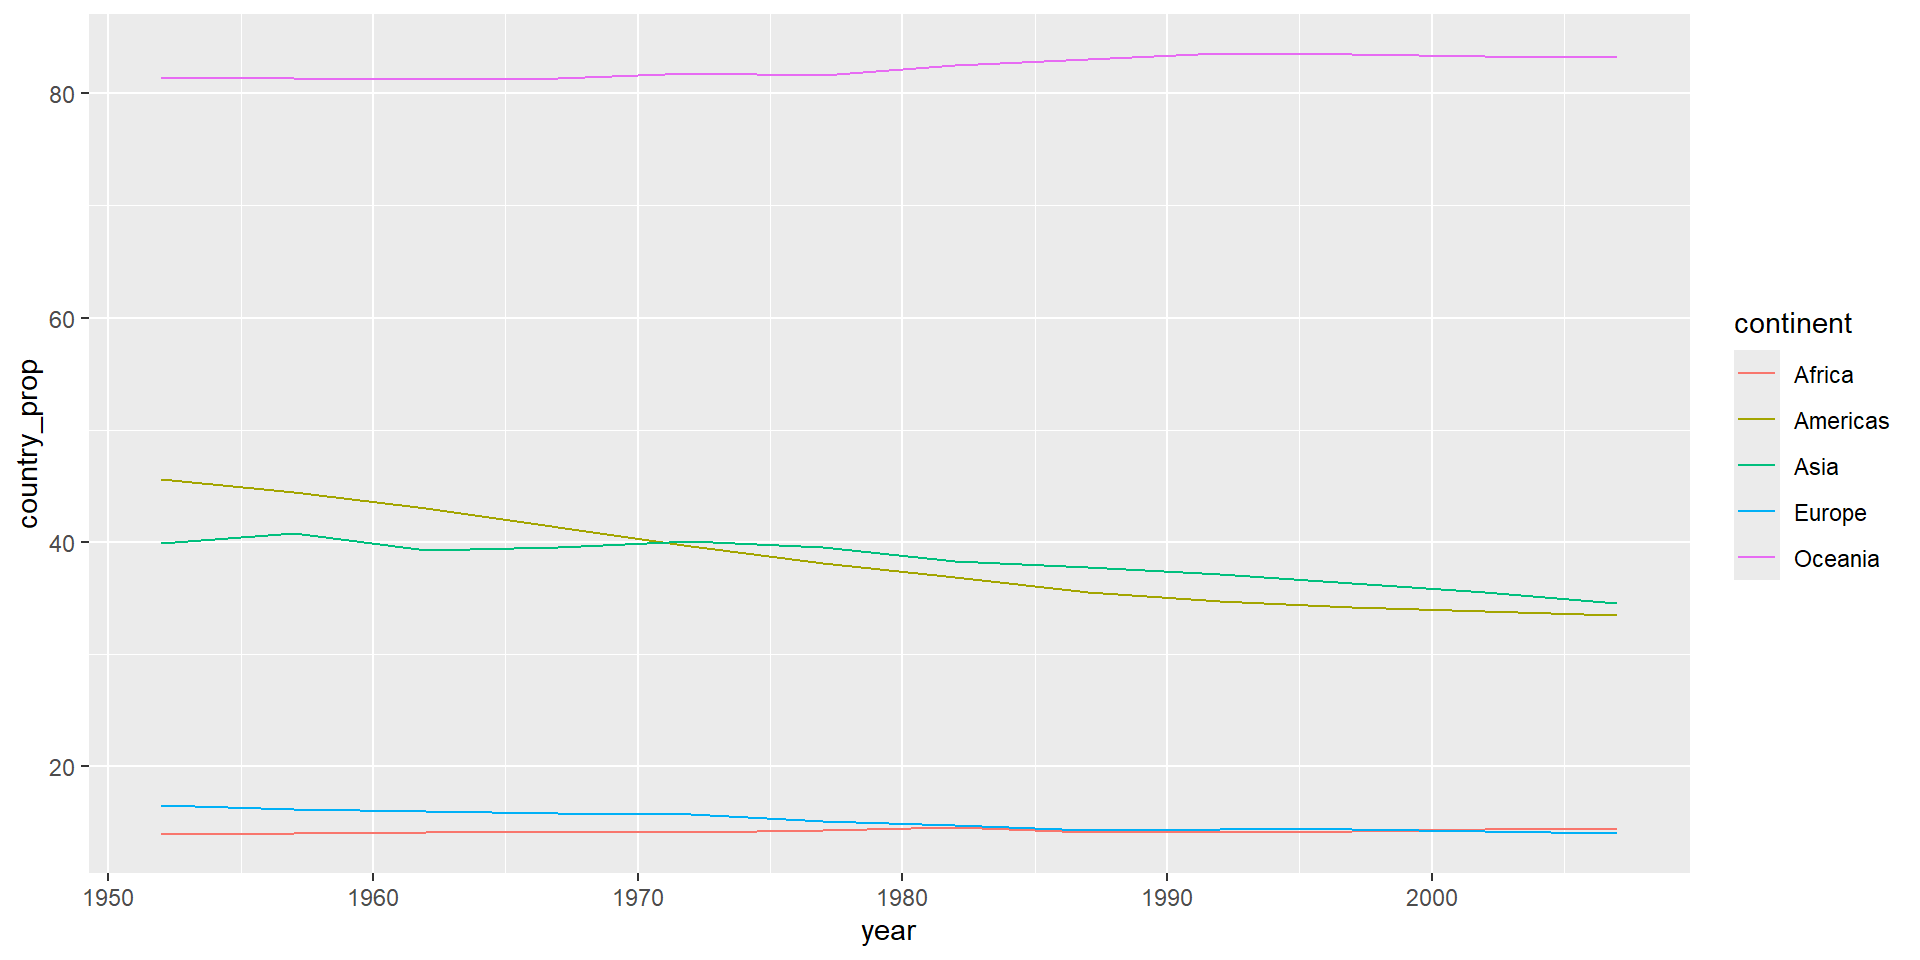 80
60
40
20
country_prop
1950 1960 1970 1980 1990 2000
year
continent
Africa
Americas
Asia
Europe
Oceania